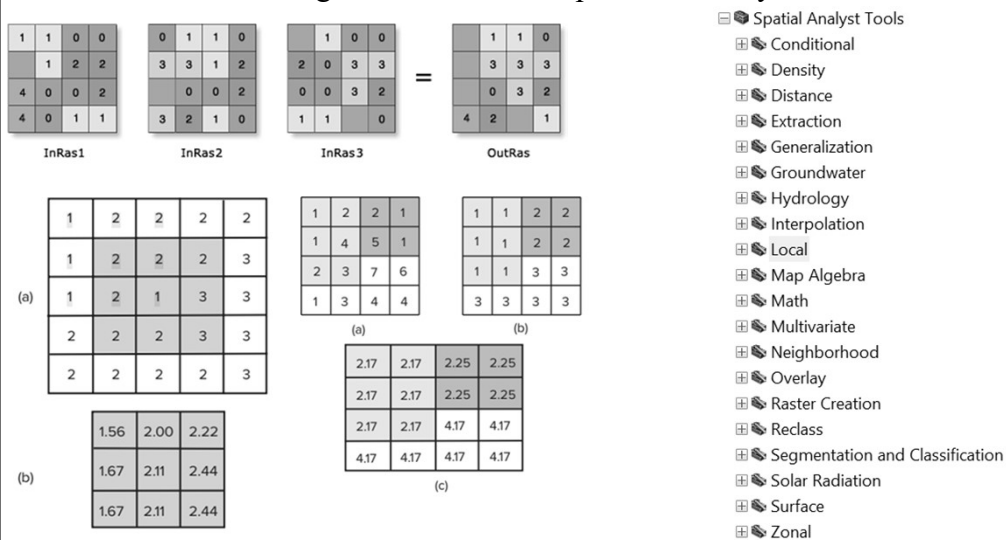 1 1 0 0
1 2 2
4 0 0 2
4 0 1 1
InRas1
0 1 1 0
3 3 1 2
0 0 2
3 2 1 0
InRas2
1 0 0
2 0 3 3
0 0 3 2
1 1 0
InRas3
=
1 1 0
3 3 3
0 3 2
4 2 1
OutRas
(a)
1 2 2 2 2
1 2 2 2 3
1 2 1 3 3
2 2 2 3 3
2 2 2 2 3
(b)
1.56 2.00 2.22
1.67 2.11 2.44
1.67 2.11 2.44
1 2 2 1
1 4 5 1
2 3 7 6
1 3 4 4
(a)
1 1 2 2
1 1 2 2
1 1 3 3
3 3 3 3
(b)
2.17 2.17 2.25 2.25
2.17 2.17 2.25 2.25
2.17 2.17 4.17 4.17
4.17 4.17 4.17 4.17
(c)
Spatial Analyst Tools
Conditional
Density
Distance
Extraction
Generalization
Groundwater
Hydrology
Interpolation
Local
Map Algebra
Math
Multivariate
Neighborhood
Overlay
Raster Creation
Reclass
Segmentation and Classification
Solar Radiation
Surface
Zonal